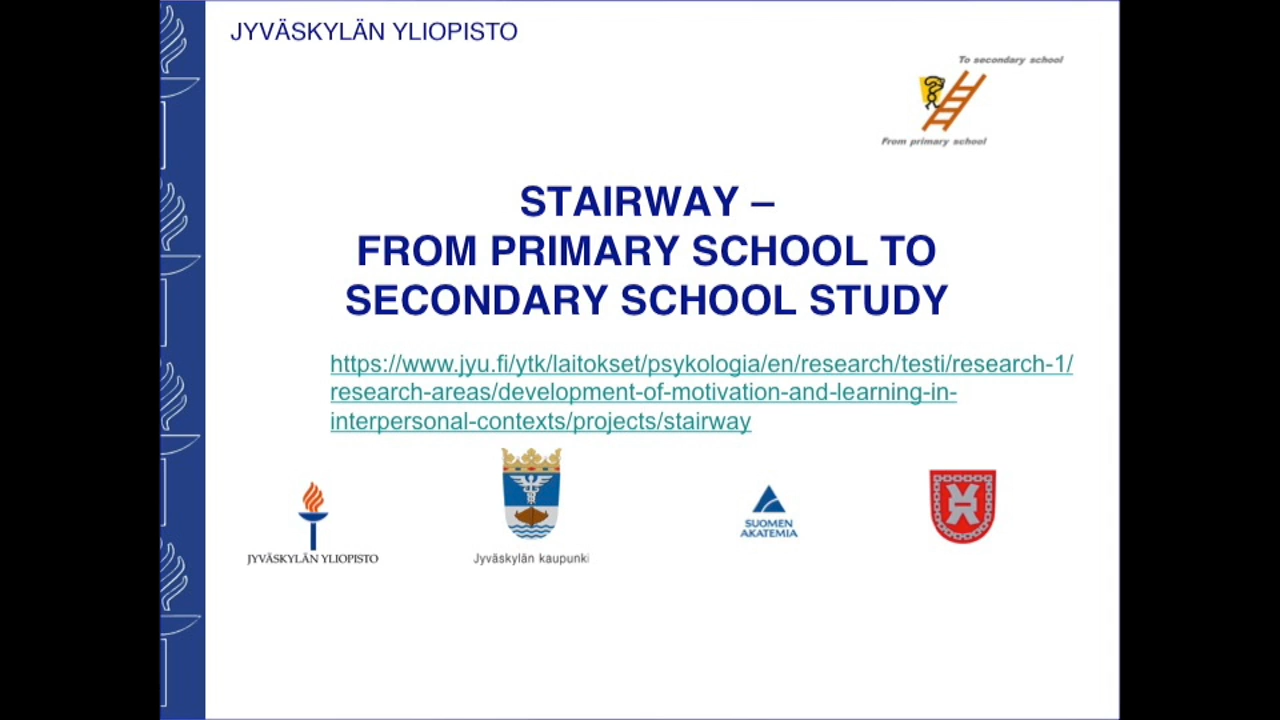 JYVÄSKYLÄN YLIOPISTO
To secondary school
From primary school
STAIRWAY –
FROM PRIMARY SCHOOL TO
SECONDARY SCHOOL STUDY
https://www.jyu.fi/ytk/laitokset/psykologia/en/research/testi/research-1/
research-areas/development-of-motivation-and-learning-in-
interpersonal-contexts/projects/stairway
JYVÄSKYLÄN YLIOPISTO
Jyväskylän kaupunki
SUOMEN
AKATEMIA